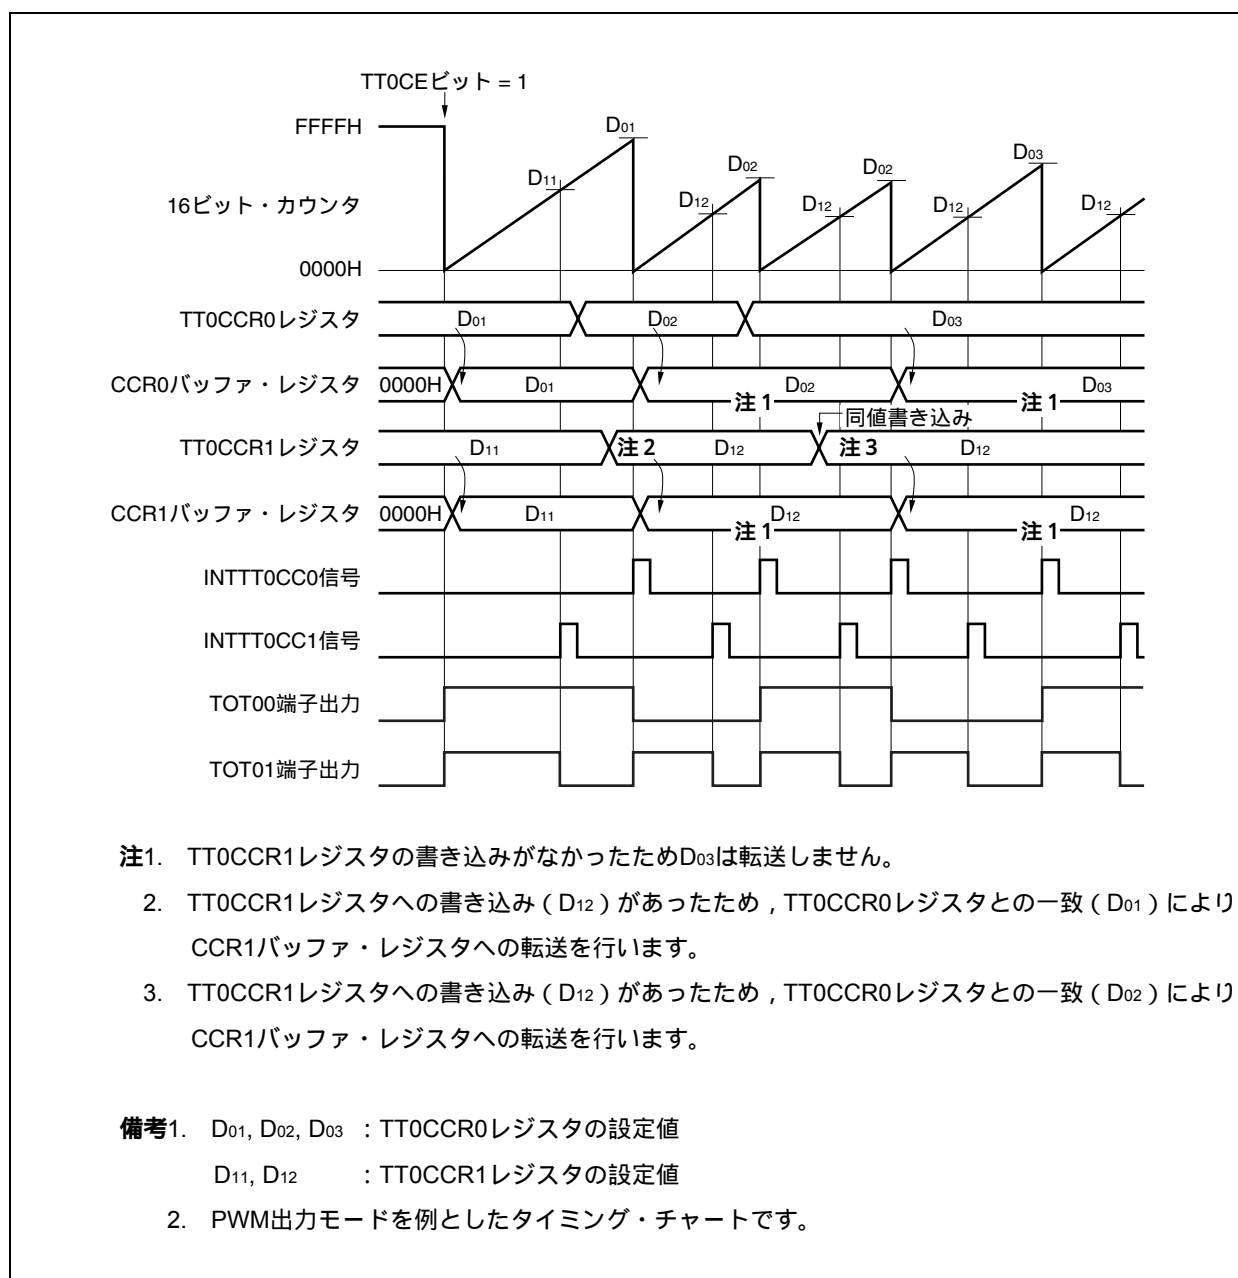 TT0CEビット = 1
FFFFH
D01
D11
D02
D02
D03
D12
D12
D12
D12
16ビット・カウンタ
0000H
TT0CCR0レジスタ
D01
D02
D03
CCR0バッファ・レジスタ
0000H
D01
D02
D03
注1
注1
同値書き込み
TT0CCR1レジスタ
D11
注2
D12
注3
D12
CCR1バッファ・レジスタ
0000H
D11
D12
D12
注1
注1
INTTT0CC0信号
INTTT0CC1信号
TOT00端子出力
TOT01端子出力
注1. TT0CCR1レジスタの書き込みがなかったためD03は転送しません。
2. TT0CCR1レジスタへの書き込み(D12)があったため,TT0CCR0レジスタとの一致(D01)により
CCR1バッファ・レジスタへの転送を行います。
3. TT0CCR1レジスタへの書き込み(D12)があったため,TT0CCR0レジスタとの一致(D02)により
CCR1バッファ・レジスタへの転送を行います。
備考1. D01, D02, D03 :TT0CCR0レジスタの設定値
D11, D12 :TT0CCR1レジスタの設定値
2. PWM出力モードを例としたタイミング・チャートです。